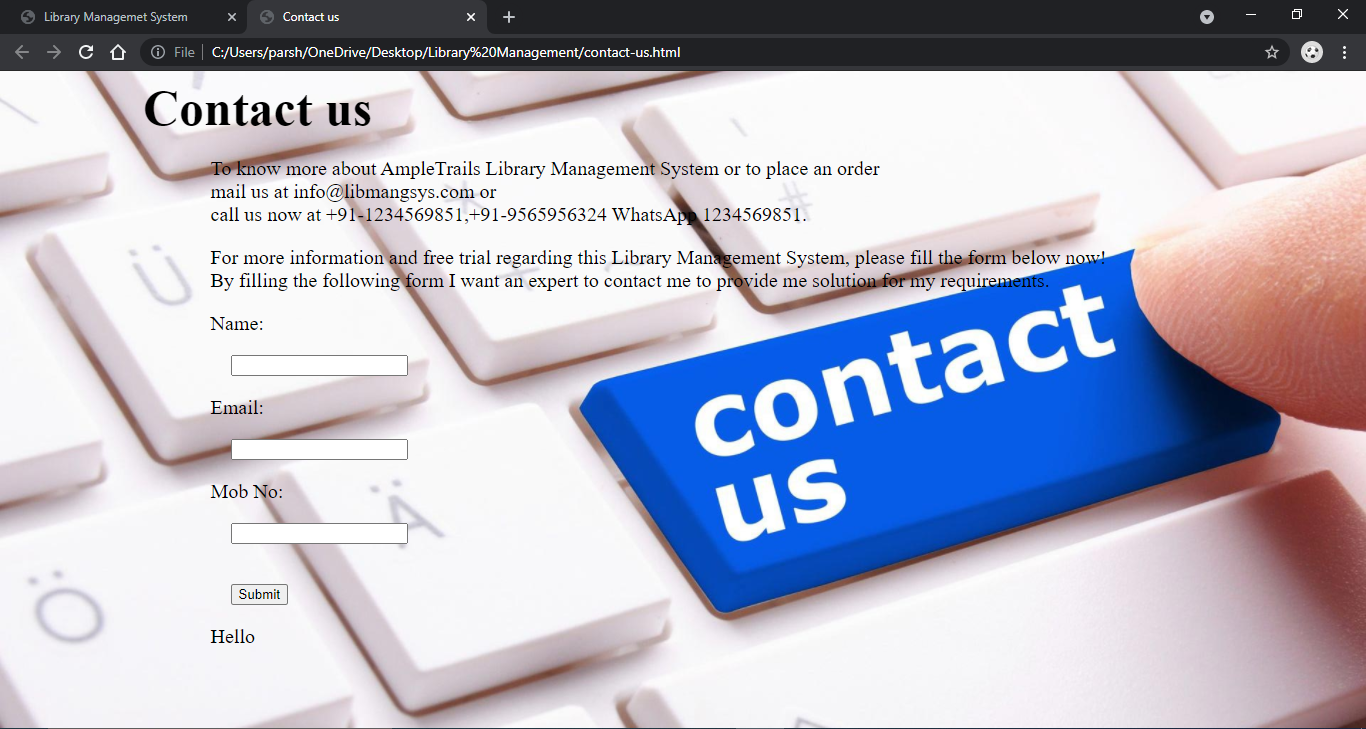 Library Managemet System
Contact us
File
C:/Users/parsh/OneDrive/Desktop/Library%20Management/contact-us.html
Contact us
To know more about AmpleTrails Library Management System or to place an order
mail us at info@libmangsys.com or
call us now at +91-1234569851,+91-9565956324 WhatsApp 1234569851.
For more information and free trial regarding this Library Management System, please fill the form below now!
By filling the following form I want an expert to contact me to provide me solution for my requirements.
Name:
Email:
Mob No:
Submit
Hello
contact
us
*
#
Ü
Ä
Ö